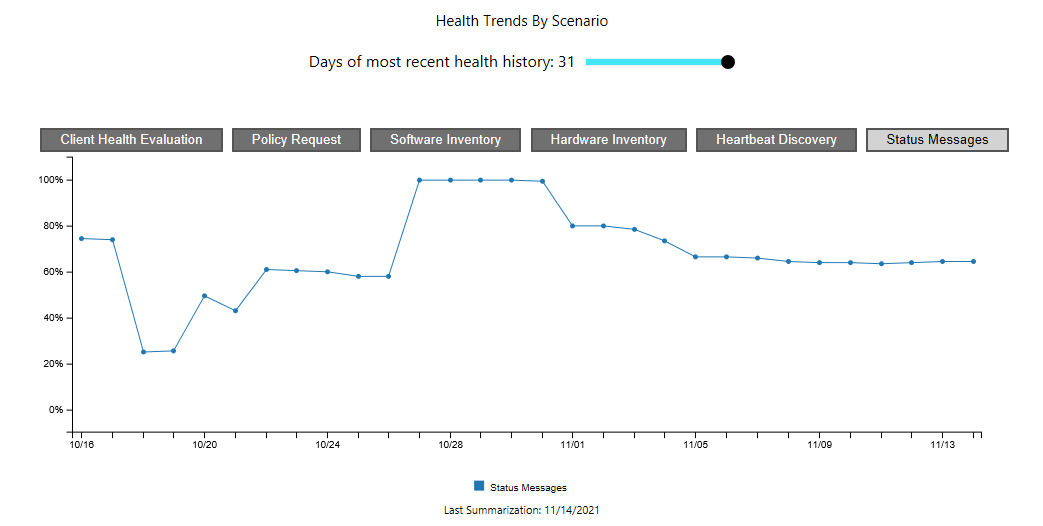 Health Trends By Scenario
Days of most recent health history: 31
Client Health Evaluation Policy Request Software Inventory Hardware Inventory Heartbeat Discovery Status Messages
100%
80%
60%
40%
20%
0%
10/16 10/20 10/24 10/28 11/01 11/05 11/09 11/13
Status Messages
Last Summarization: 11/14/2021